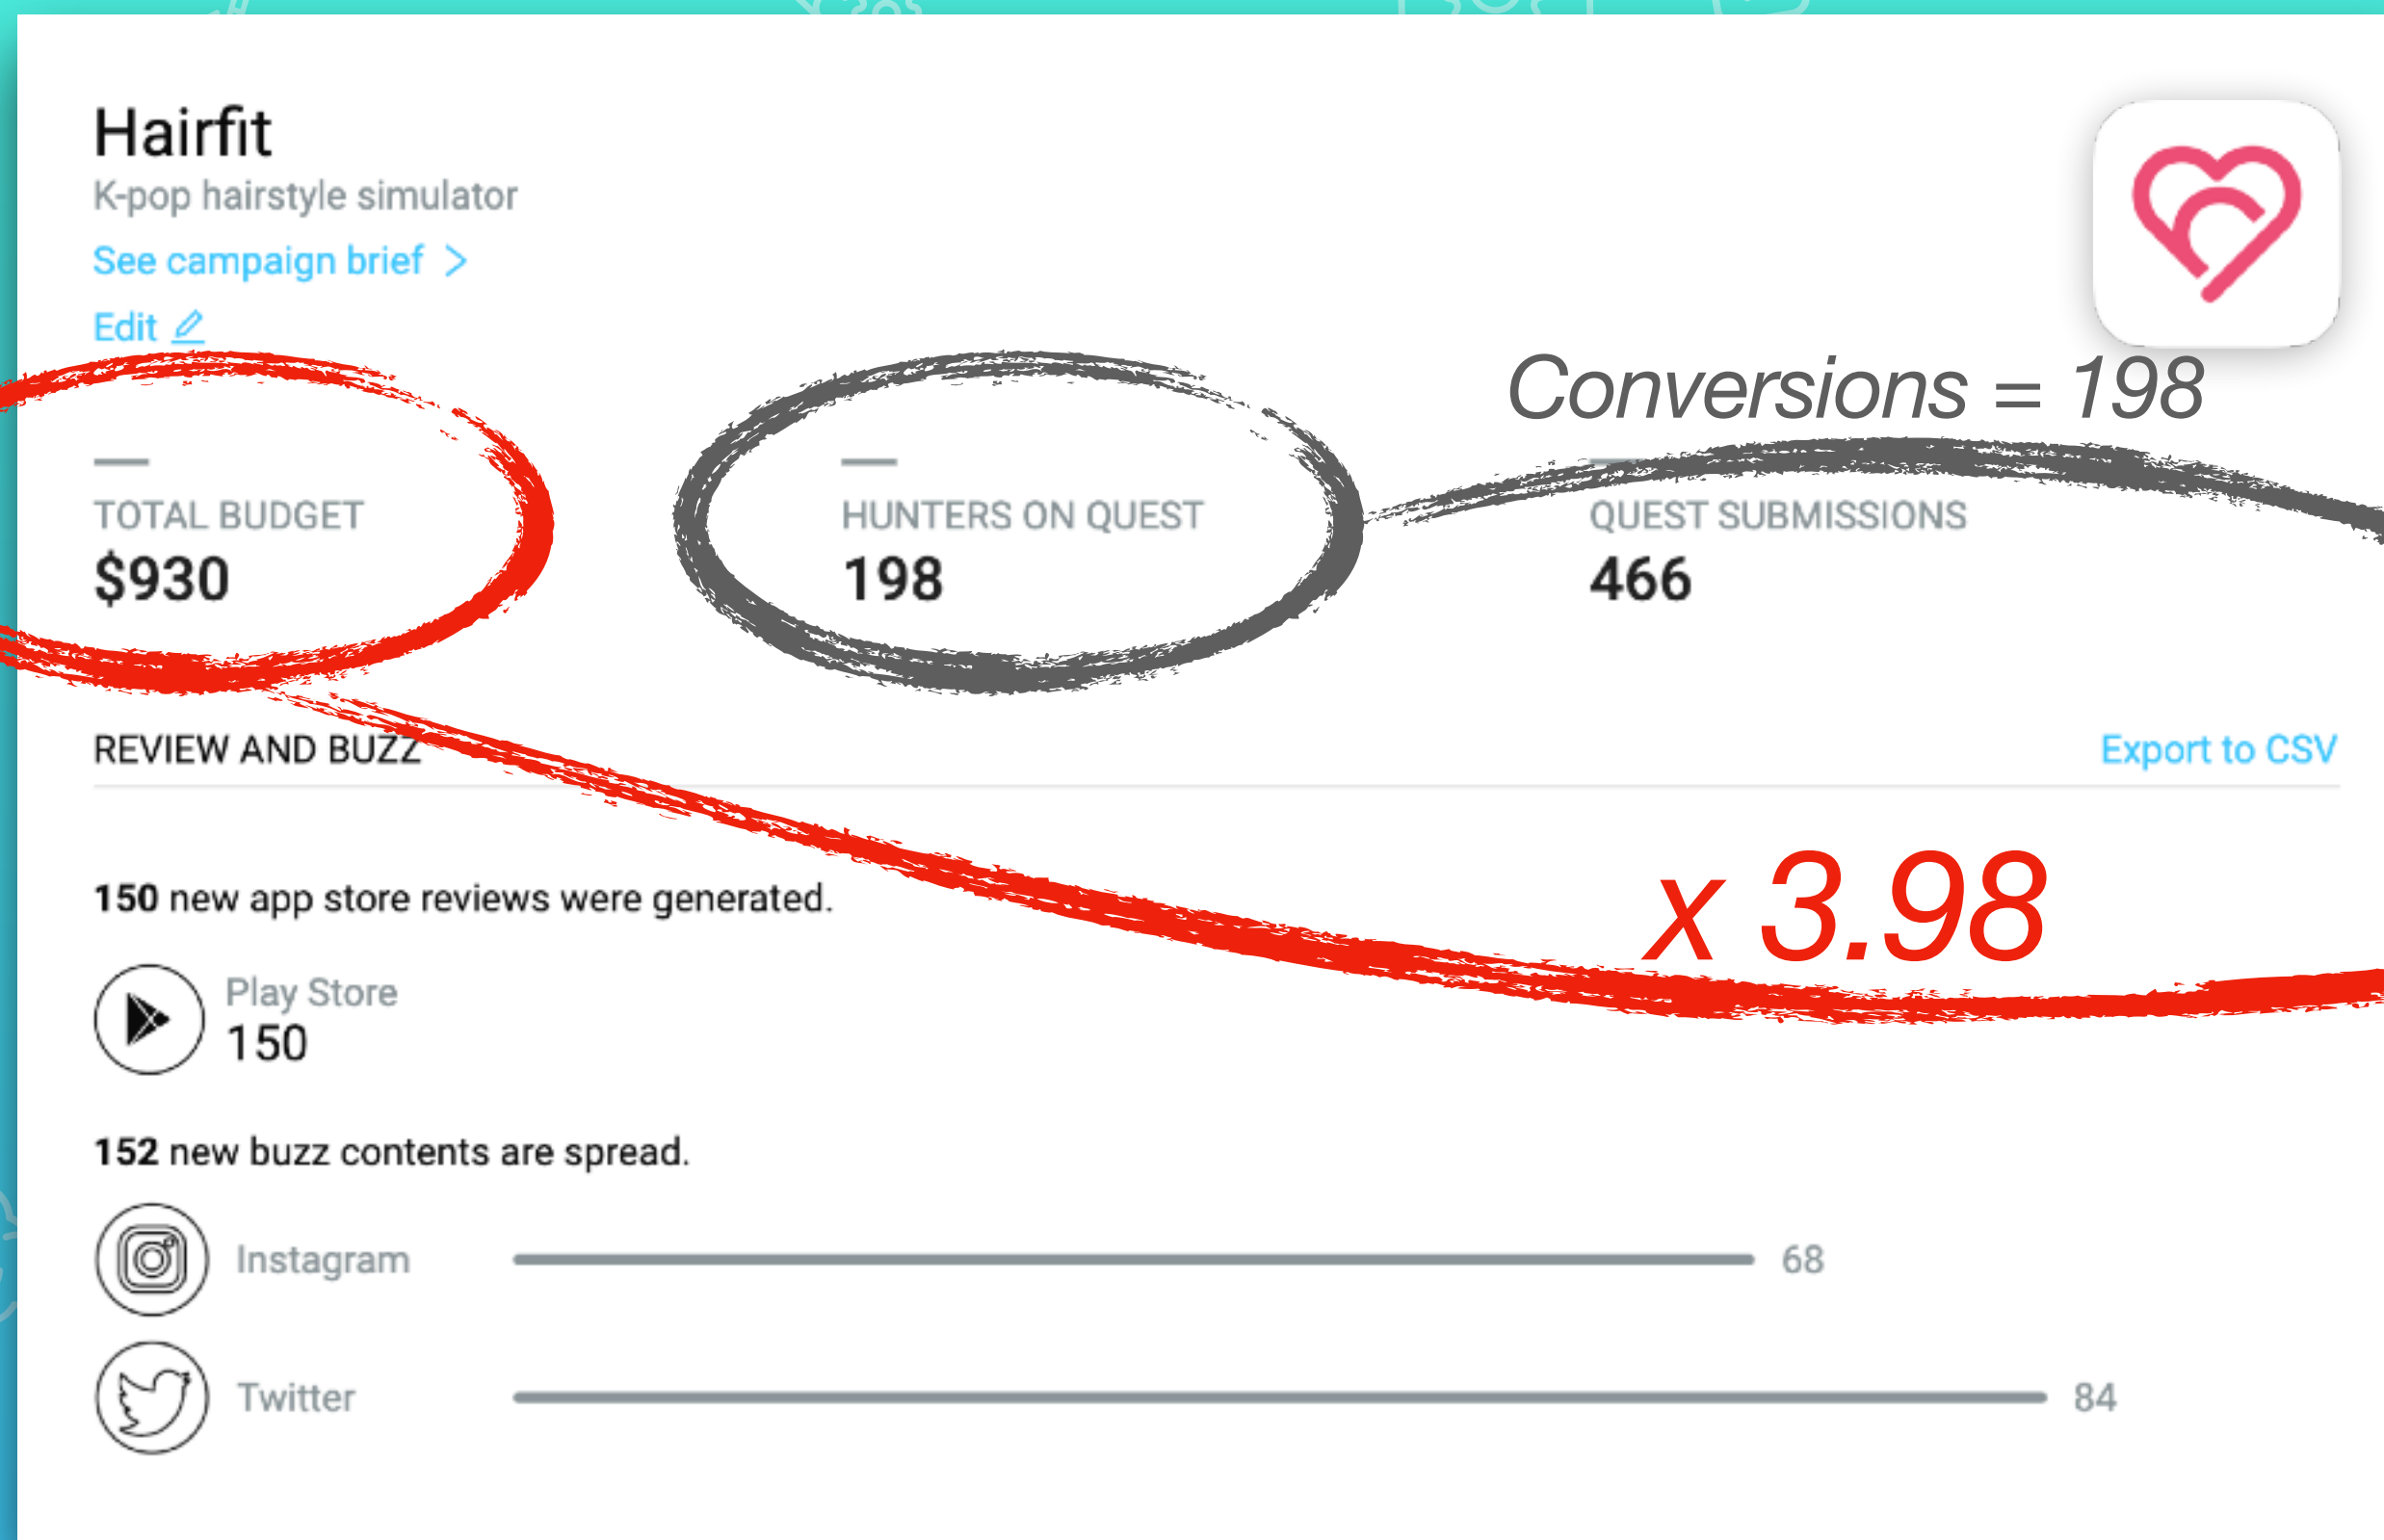 Hairfit
K-pop hairstyle simulator
See campaign brief >
Edit
Conversions = 198
TOTAL BUDGET
$930
HUNTERS ON QUEST
198
QUEST SUBMISSIONS
466
REVIEW AND BUZZ
Export to CSV
x 3.98
150 new app store reviews were generated.
Play Store
150
152 new buzz contents are spread.
Instagram
68
Twitter
84